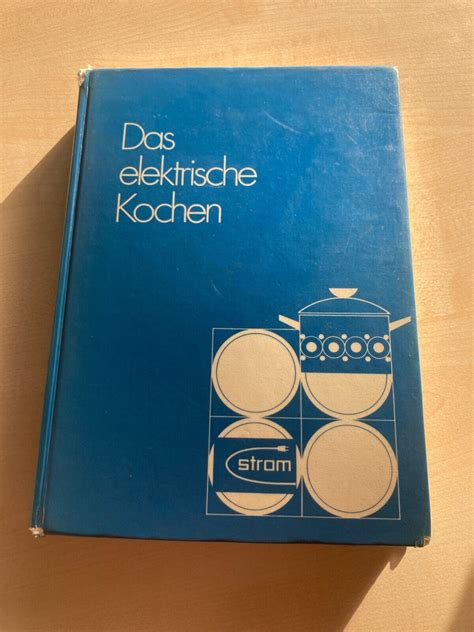 Das
elektrische
Kochen
strom